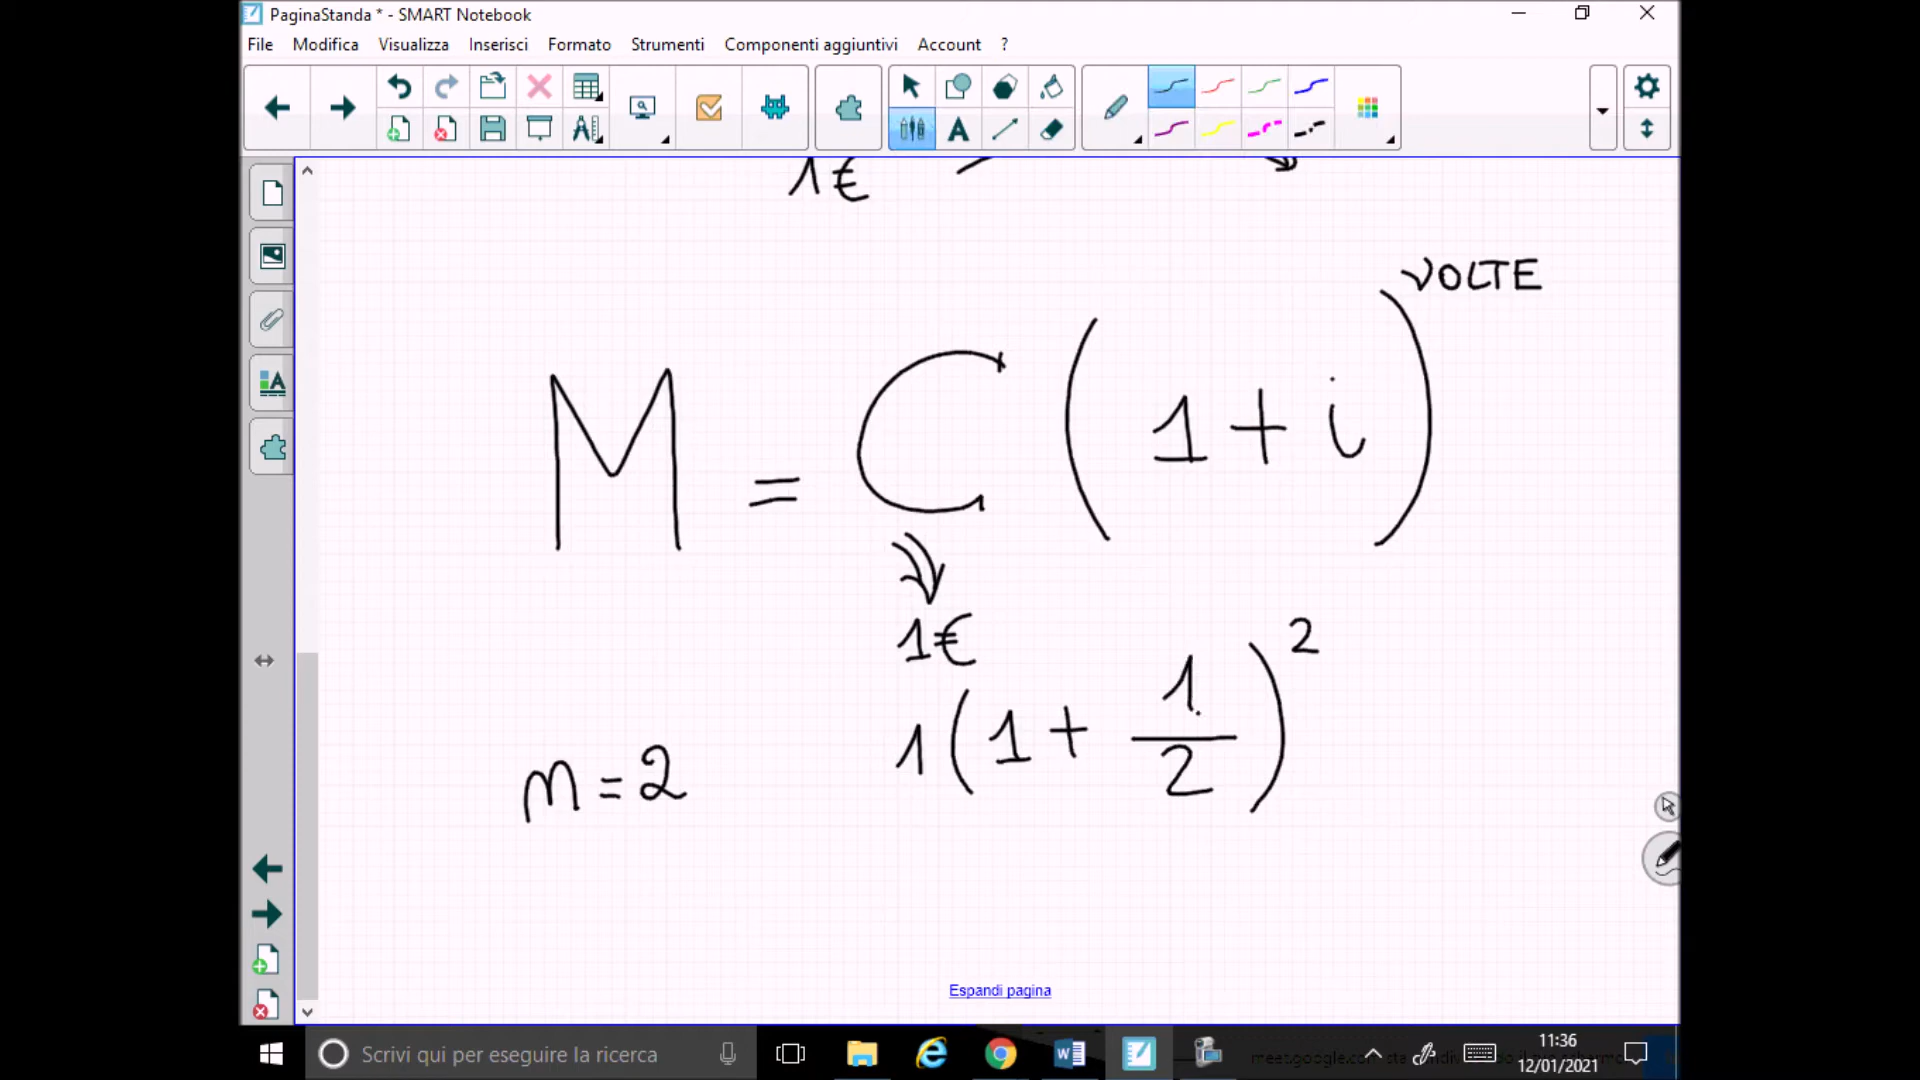 PaginaStanda * - SMART Notebook
File Modifica Visualizza Inserisci Formato Strumenti Componenti aggiuntivi Account ?
1€
VOLTE
M = C (1 + i)
1€
1(1 + 1/2)²
n = 2
Espandi pagina
Scrivi qui per eseguire la ricerca
11:36
12/01/2021